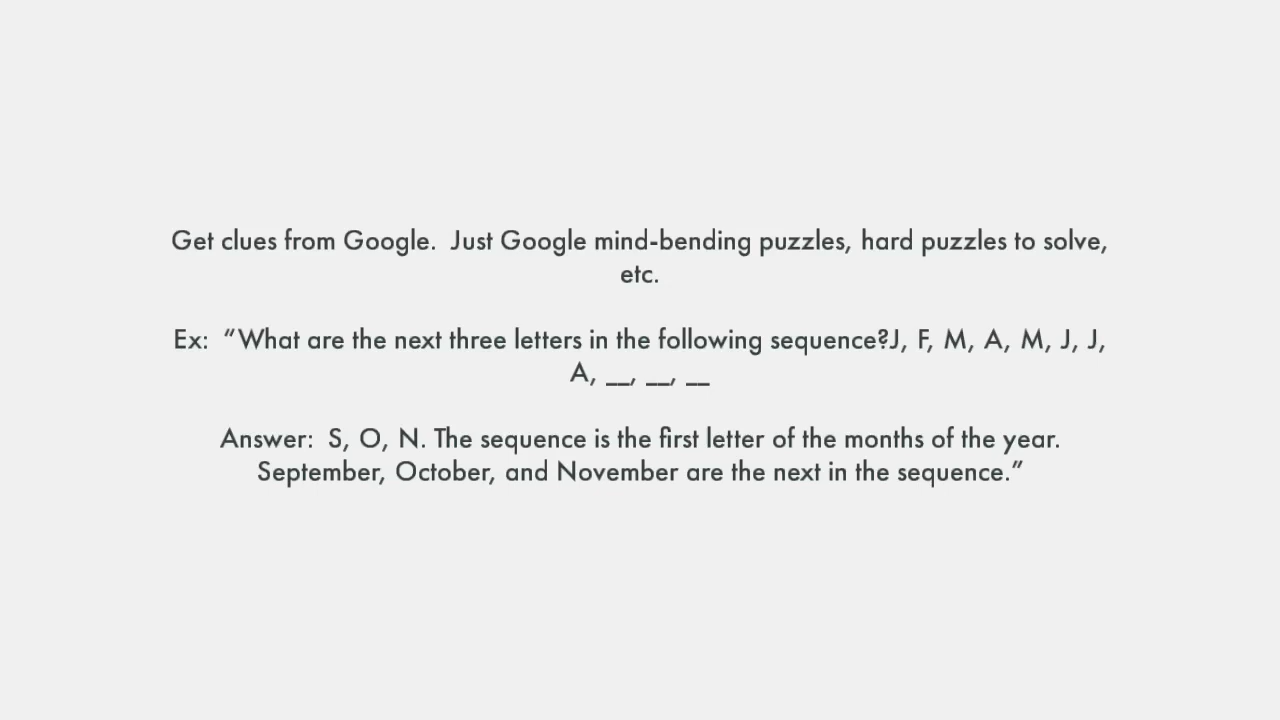 Get clues from Google.  Just Google mind-bending puzzles, hard puzzles to solve,
etc.
Ex:  “What are the next three letters in the following sequence?J, F, M, A, M, J, J,
A, __, __, __
Answer:  S, O, N. The sequence is the first letter of the months of the year.
September, October, and November are the next in the sequence.”